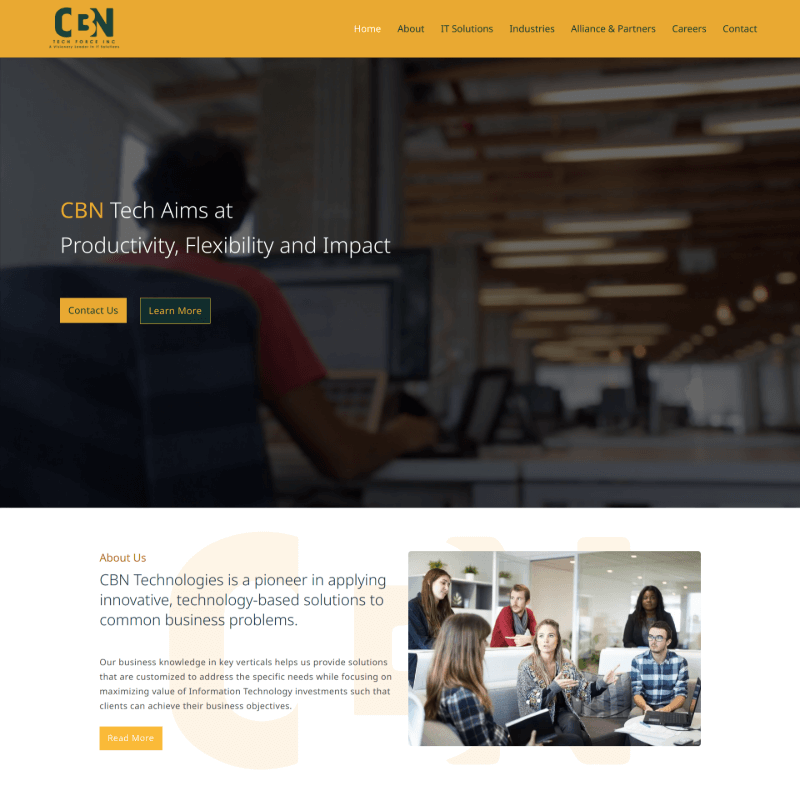 CBN
TECH FORCE INC
Home About IT Solutions Industries Alliance & Partners Careers Contact
CBN Tech Aims at
Productivity, Flexibility and Impact
Contact Us Learn More
About Us
CBN Technologies is a pioneer in applying
innovative, technology-based solutions to
common business problems.
Our business knowledge in key verticals helps us provide solutions
that are customized to address the specific needs while focusing on
maximizing value of Information Technology investments such that
clients can achieve their business objectives.
Read More